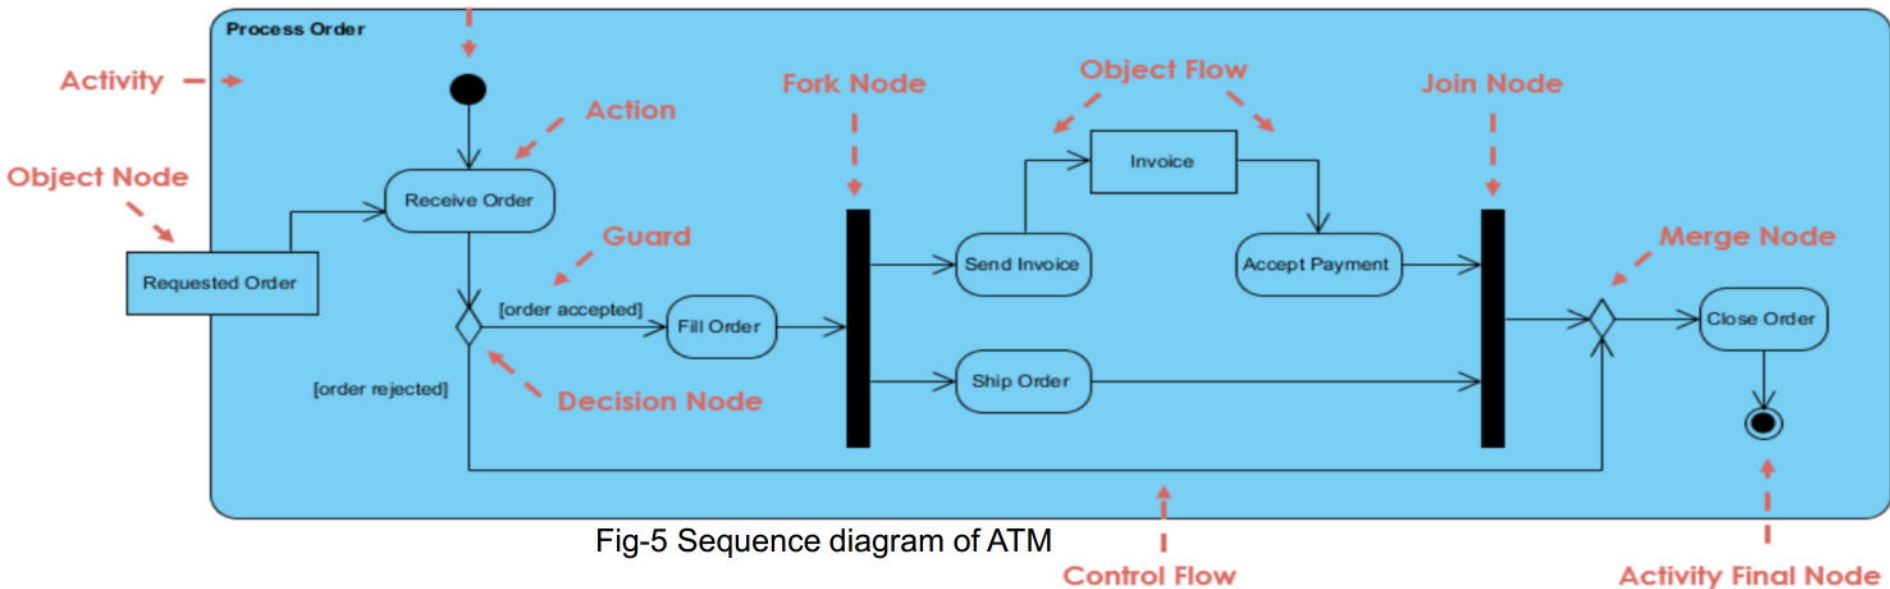 Process Order
Activity
Fork Node
Object Flow
Join Node
Action
Object Node
Invoice
Receive Order
Guard
Merge Node
Send Invoice
Accept Payment
Requested Order
[order accepted]
Fill Order
Close Order
[order rejected]
Ship Order
Decision Node
Fig-5 Sequence diagram of ATM
Control Flow
Activity Final Node